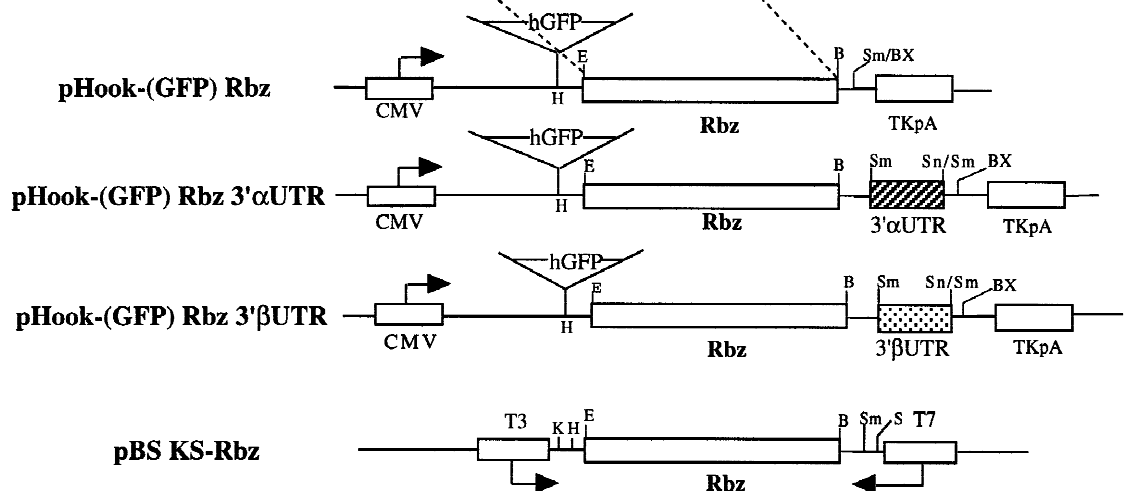 hGFP
E B Sm/BX
pHook-(GFP) Rbz
CMV H Rbz TKpA
hGFP
E B Sm Sn/Sm BX
pHook-(GFP) Rbz 3'αUTR
CMV H Rbz 3'αUTR TKpA
hGFP
E B Sm Sn/Sm BX
pHook-(GFP) Rbz 3'βUTR
CMV H Rbz 3'βUTR TKpA
T3 K H E B Sm S T7
pBS KS-Rbz
Rbz